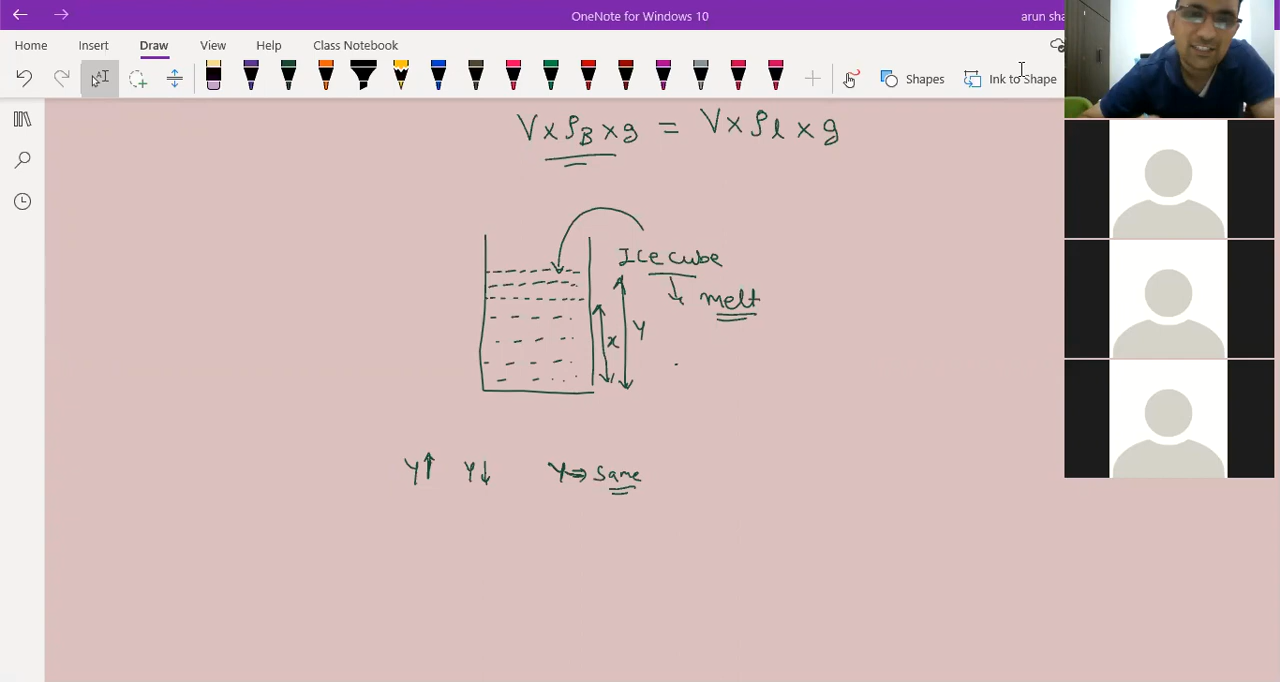 OneNote for Windows 10
arun sha
Home Insert Draw View Help Class Notebook
Shapes Ink to Shape
V×ρB×g = V×ρl×g
Ice cube
melt
x
Y
Y↑ Y↓ Y⇒ Same